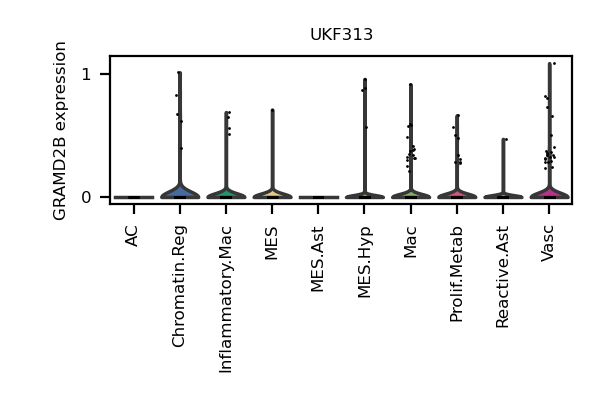 UKF313
GRAMD2B expression
1
0
AC
Chromatin.Reg
Inflammatory.Mac
MES
MES.Ast
MES.Hyp
Mac
Prolif.Metab
Reactive.Ast
Vasc